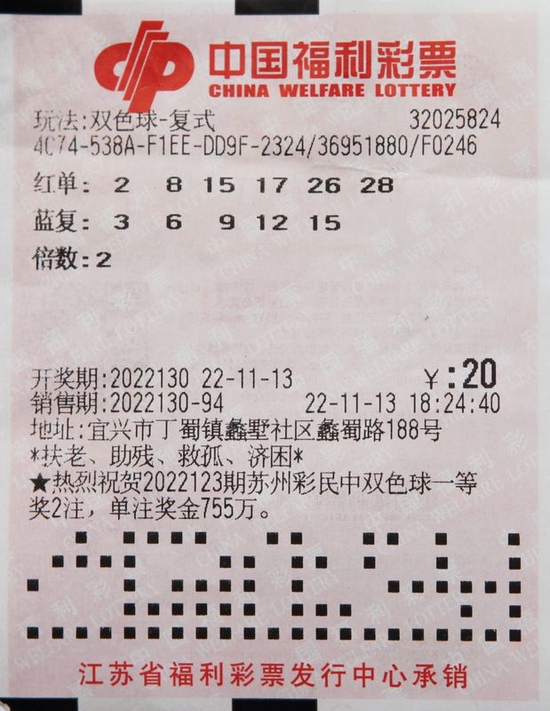 中国福利彩票
CHINA WELFARE LOTTERY
玩法:双色球-复式 32025824
4C74-538A-F1EE-DD9F-2324/36951880/F0246
红单: 2 8 15 17 26 28
蓝复: 3 6 9 12 15
倍数:2
开奖期:2022130 22-11-13 ¥:20
销售期:2022130-94 22-11-13 18:24:40
地址:宜兴市丁蜀镇蠡墅社区蠡蜀路188号
*扶老、助残、救孤、济困*
★热烈祝贺2022123期苏州彩民中双色球一等
奖2注，单注奖金755万。
江苏省福利彩票发行中心承销